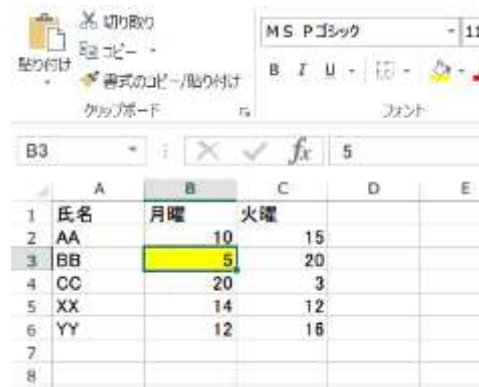 切り取り
コピー
貼り付け
書式のコピー/貼り付け
クリップボード
ＭＳ Ｐゴシック
11
B I U
フォント
B3
fx
5
A B C D E
1 氏名 月曜 火曜
2 AA 10 15
3 BB 5 20
4 CC 20 3
5 XX 14 12
6 YY 12 16
7
8